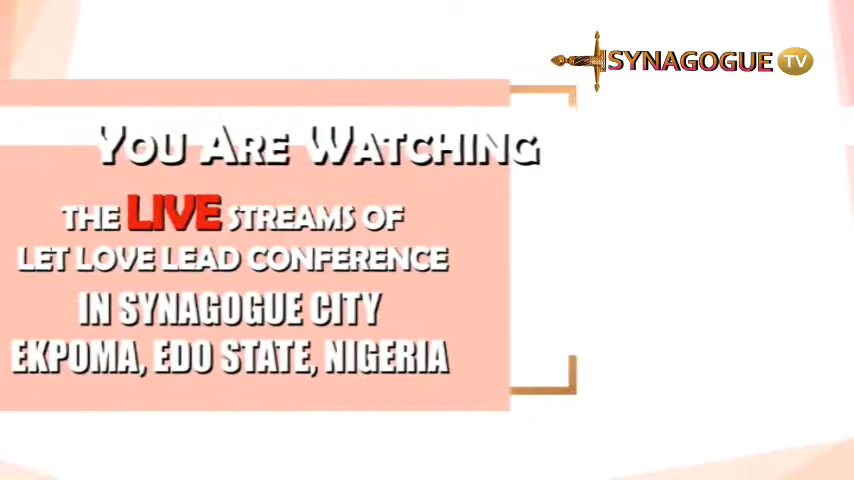 SYNAGOGUE TV
You Are Watching
THE LIVE STREAMS OF
LET LOVE LEAD CONFERENCE
IN SYNAGOGUE CITY
EKPOMA, EDO STATE, NIGERIA